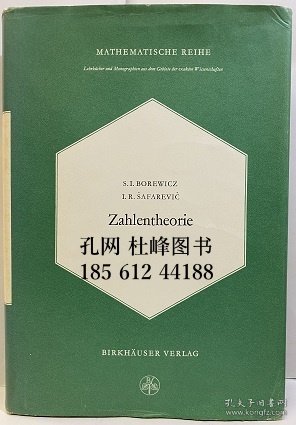 MATHEMATISCHE REIHE
Lehrbücher und Monographien aus dem Gebiete der exakten Wissenschaften
S. I. BOREWICZ
I. R. ŠAFAREVIČ
Zahlentheorie
孔网 杜峰图书
185 612 44188
BIRKHÄUSER VERLAG
孔夫子旧书网